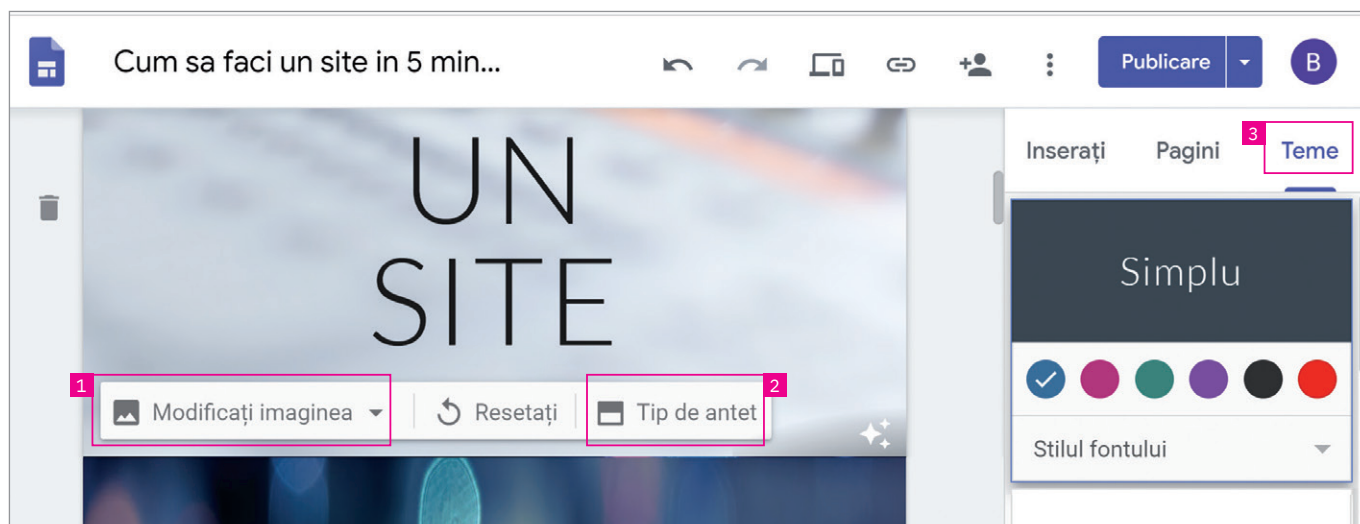 Cum sa faci un site in 5 min...
Publicare
B
Inserați
Pagini
3
Teme
UN
SITE
Simplu
1
Modificați imaginea
Resetați
2
Tip de antet
Stilul fontului